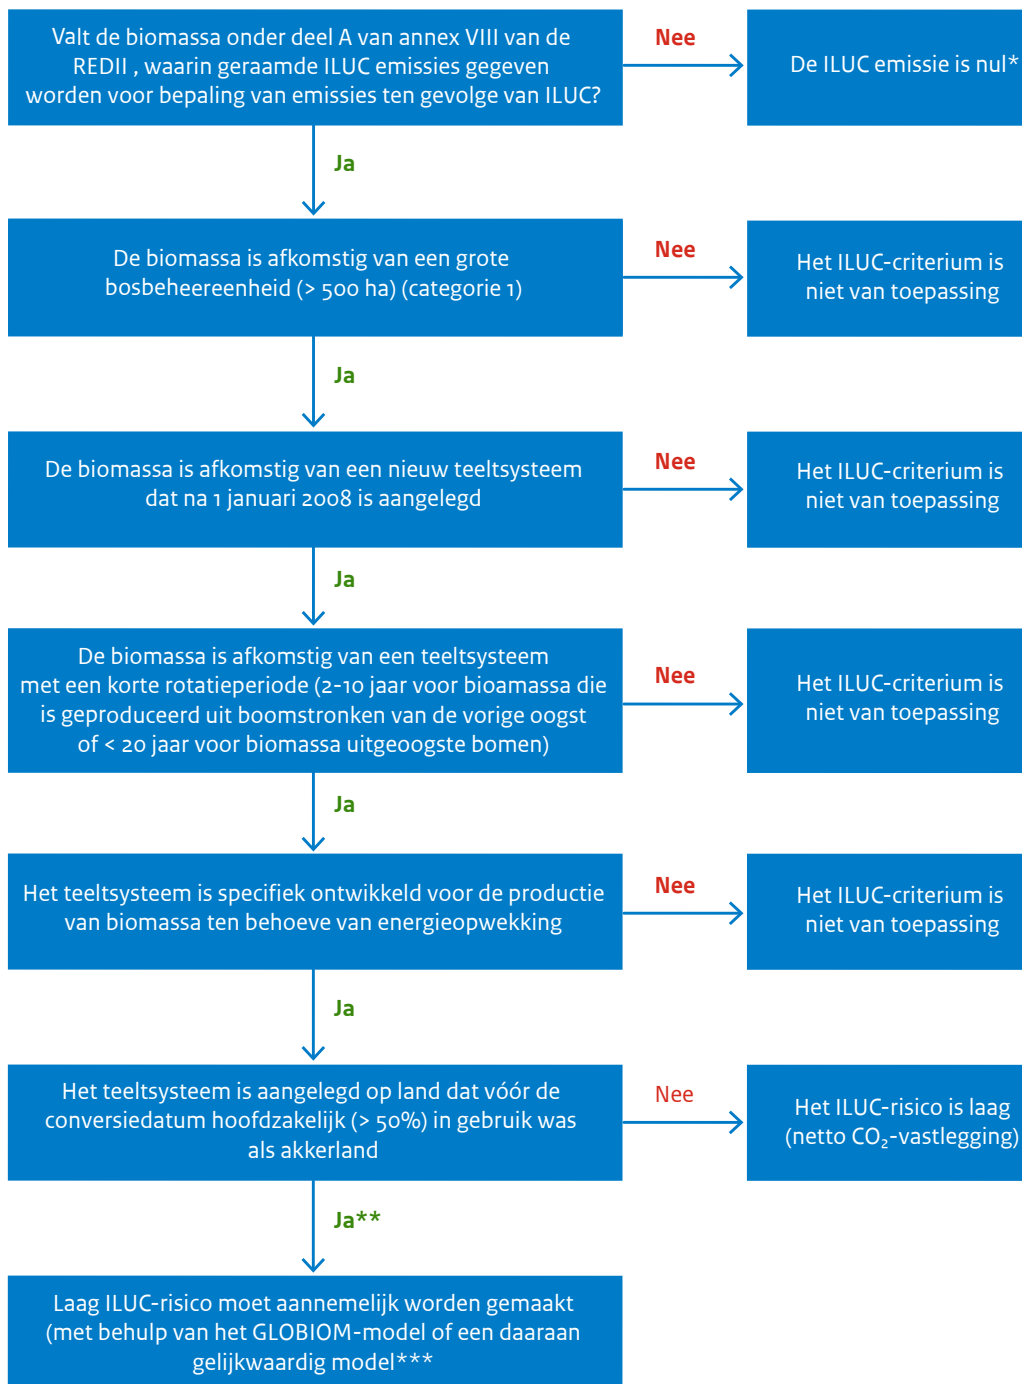 Valt de biomassa onder deel A van annex VIII van de
REDII , waarin geraamde ILUC emissies gegeven
worden voor bepaling van emissies ten gevolge van ILUC?
Nee
De ILUC emissie is nul*
Ja
De biomassa is afkomstig van een grote
bosbeheereenheid (> 500 ha) (categorie 1)
Nee
Het ILUC-criterium is
niet van toepassing
Ja
De biomassa is afkomstig van een nieuw teeltsysteem
dat na 1 januari 2008 is aangelegd
Nee
Het ILUC-criterium is
niet van toepassing
Ja
De biomassa is afkomstig van een teeltsysteem
met een korte rotatieperiode (2-10 jaar voor bioamassa die
is geproduceerd uit boomstronken van de vorige oogst
of < 20 jaar voor biomassa uitgeoogste bomen)
Nee
Het ILUC-criterium is
niet van toepassing
Ja
Het teeltsysteem is specifiek ontwikkeld voor de productie
van biomassa ten behoeve van energieopwekking
Nee
Het ILUC-criterium is
niet van toepassing
Ja
Het teeltsysteem is aangelegd op land dat vóór de
conversiedatum hoofdzakelijk (> 50%) in gebruik was
als akkerland
Nee
Het ILUC-risico is laag
(netto CO₂-vastlegging)
Ja**
Laag ILUC-risico moet aannemelijk worden gemaakt
(met behulp van het GLOBIOM-model of een daaraan
gelijkwaardig model***